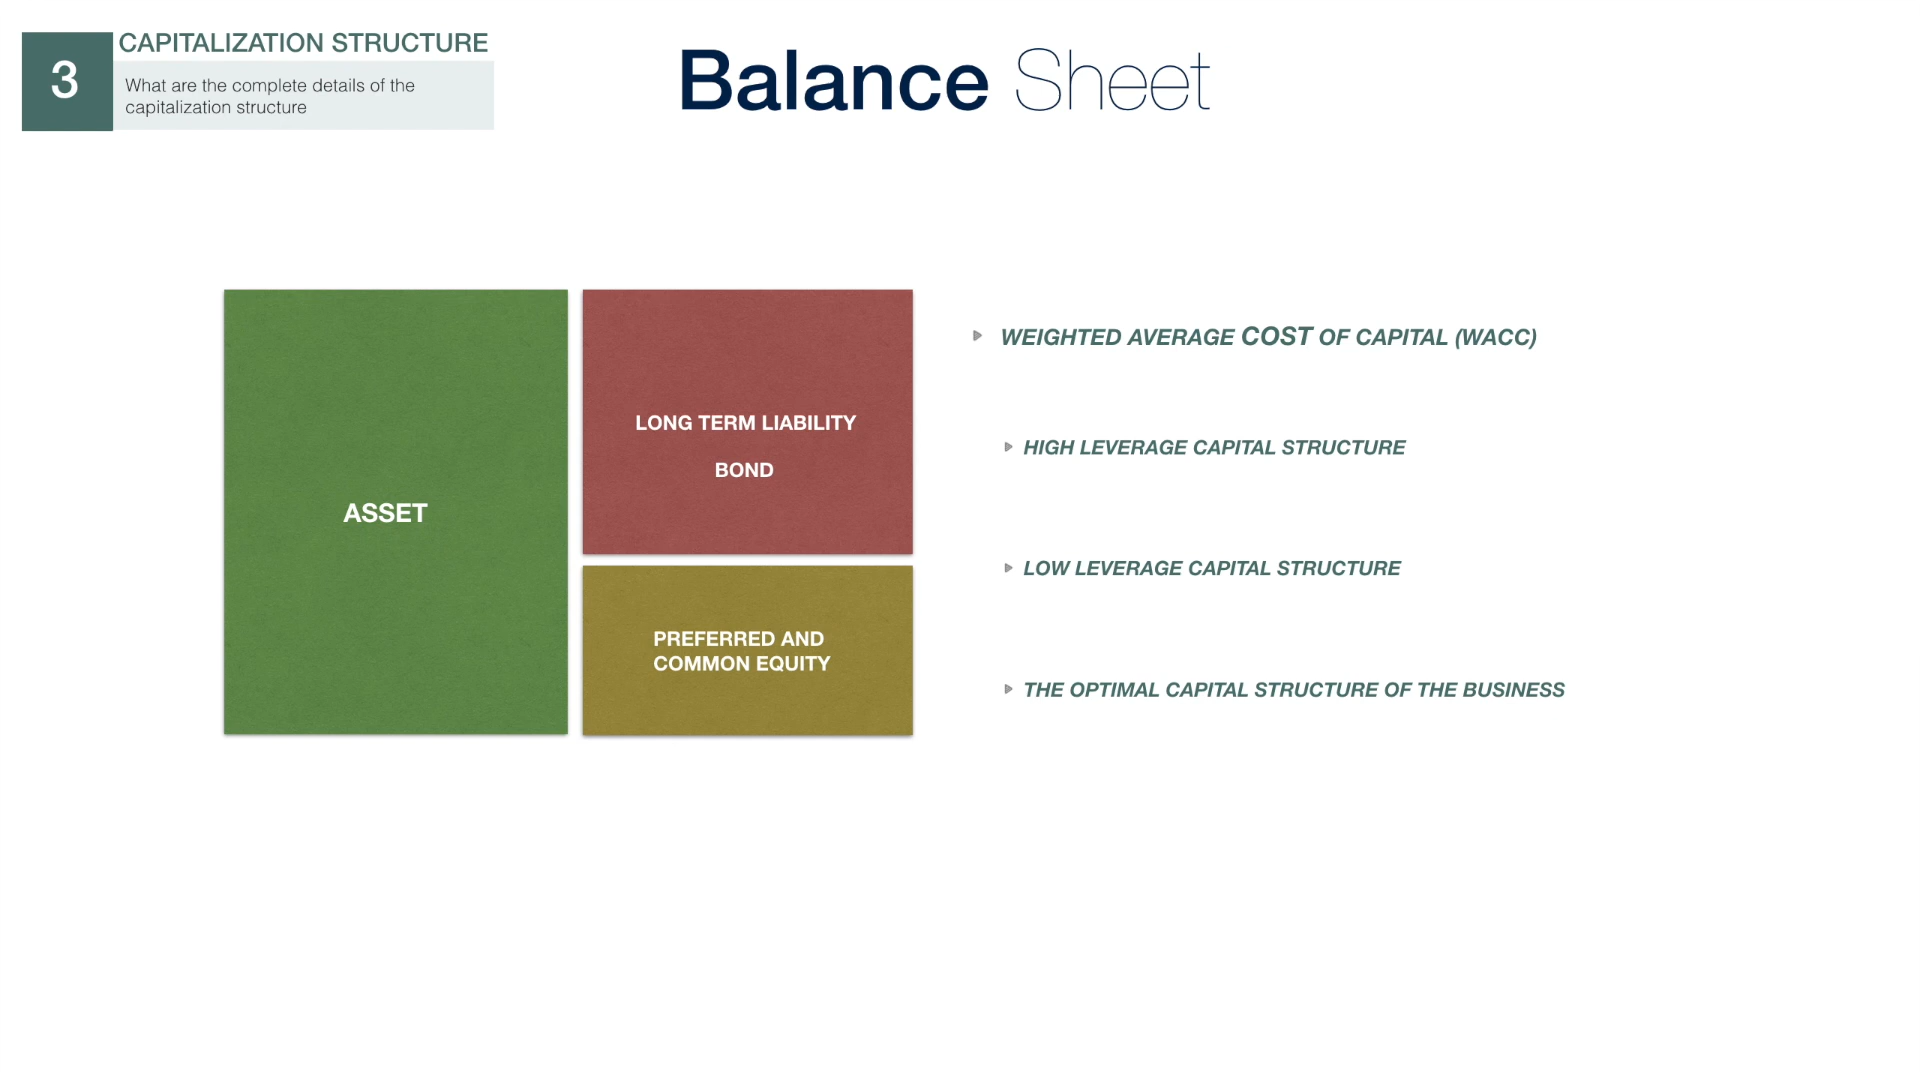 3
CAPITALIZATION STRUCTURE
What are the complete details of the
capitalization structure
Balance Sheet
ASSET
LONG TERM LIABILITY
BOND
PREFERRED AND
COMMON EQUITY
WEIGHTED AVERAGE COST OF CAPITAL (WACC)
HIGH LEVERAGE CAPITAL STRUCTURE
LOW LEVERAGE CAPITAL STRUCTURE
THE OPTIMAL CAPITAL STRUCTURE OF THE BUSINESS